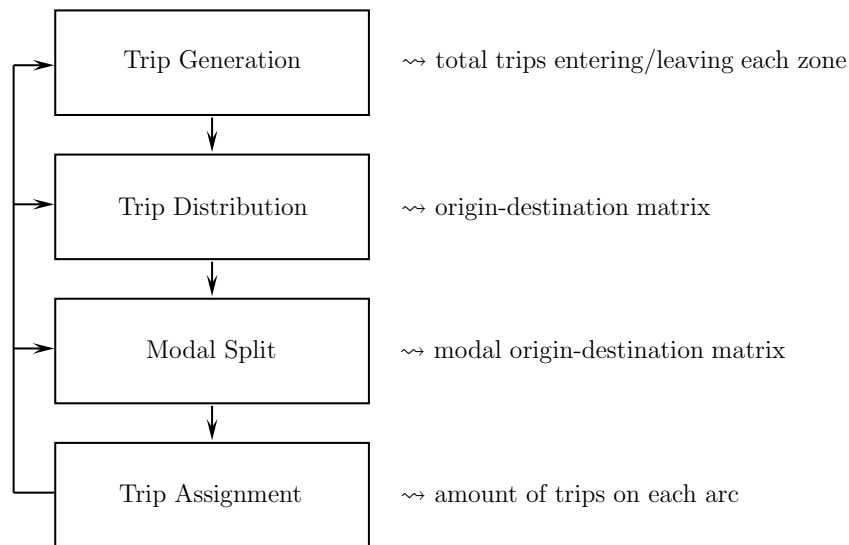 Trip Generation ⇝ total trips entering/leaving each zone
Trip Distribution ⇝ origin-destination matrix
Modal Split ⇝ modal origin-destination matrix
Trip Assignment ⇝ amount of trips on each arc